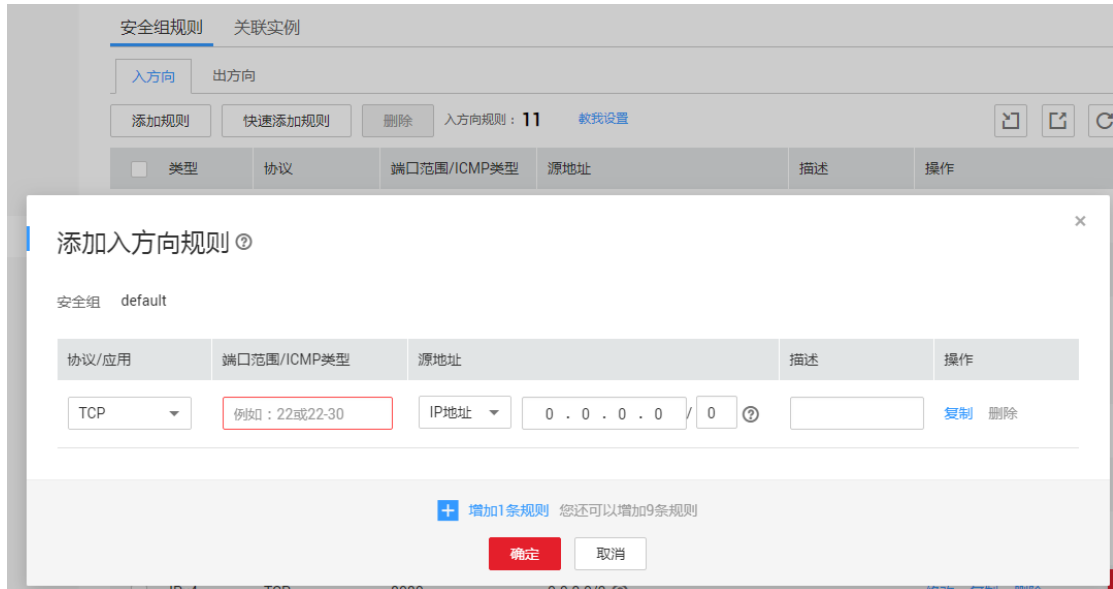 安全组规则 关联实例
入方向 出方向
添加规则 快速添加规则 删除 入方向规则：11 教我设置
类型 协议 端口范围/ICMP类型 源地址 描述 操作
添加入方向规则
安全组 default
协议/应用 端口范围/ICMP类型 源地址 描述 操作
TCP 例如：22或22-30 IP地址 0 . 0 . 0 . 0 / 0 复制 删除
增加1条规则 您还可以增加9条规则
确定 取消